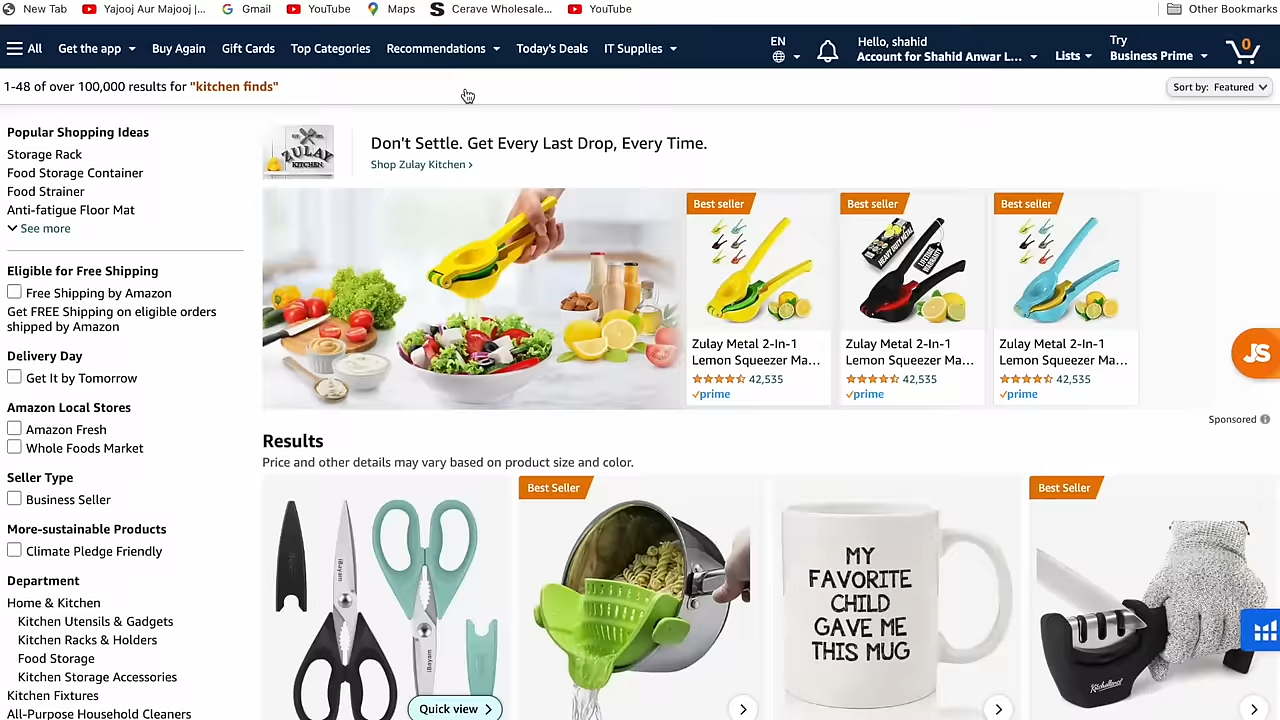 New Tab
Yajooj Aur Majooj |...
Gmail
YouTube
Maps
Cerave Wholesale...
YouTube
Other Bookmarks
All
Get the app
Buy Again
Gift Cards
Top Categories
Recommendations
Today's Deals
IT Supplies
EN
Hello, shahid
Account for Shahid Anwar L...
Lists
Try
Business Prime
0
1-48 of over 100,000 results for "kitchen finds"
Sort by: Featured
Popular Shopping Ideas
Storage Rack
Food Storage Container
Food Strainer
Anti-fatigue Floor Mat
See more
Eligible for Free Shipping
Free Shipping by Amazon
Get FREE Shipping on eligible orders
shipped by Amazon
Delivery Day
Get It by Tomorrow
Amazon Local Stores
Amazon Fresh
Whole Foods Market
Seller Type
Business Seller
More-sustainable Products
Climate Pledge Friendly
Department
Home & Kitchen
Kitchen Utensils & Gadgets
Kitchen Racks & Holders
Food Storage
Kitchen Storage Accessories
Kitchen Fixtures
All-Purpose Household Cleaners
ZULAY
KITCHEN
Don't Settle. Get Every Last Drop, Every Time.
Shop Zulay Kitchen ›
Best seller
Zulay Metal 2-In-1
Lemon Squeezer Ma...
42,535
prime
Best seller
HEAVY DUTY METAL
LIFETIME
WARRANTY
Zulay Metal 2-In-1
Lemon Squeezer Ma...
42,535
prime
Best seller
Zulay Metal 2-In-1
Lemon Squeezer Ma...
42,535
prime
JS
Sponsored
Results
Price and other details may vary based on product size and color.
iBayam
iBayam
Quick view
Best Seller
MY
FAVORITE
CHILD
GAVE ME
THIS MUG
Best Seller
Kitchellence